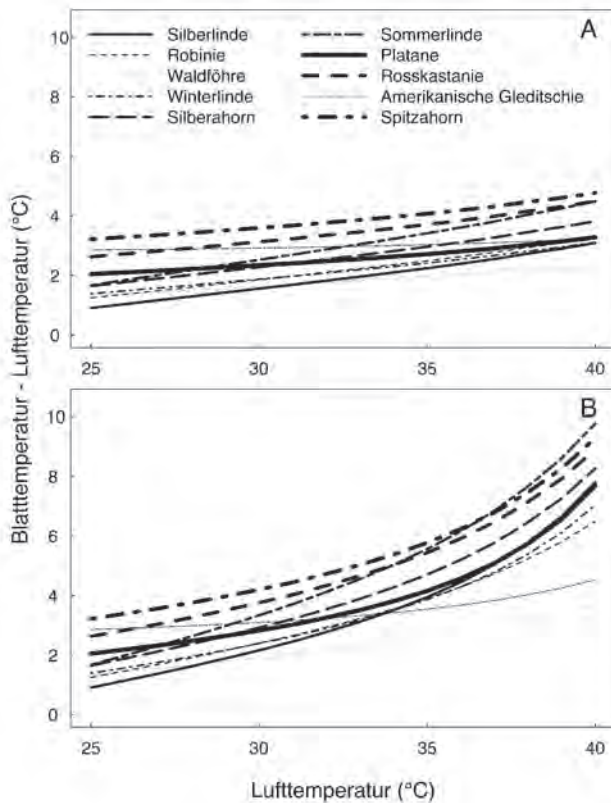 10
A
Silberlinde
Sommerlinde
Robinie
Platane
Waldföhre
Rosskastanie
Winterlinde
Amerikanische Gleditschie
Silberahorn
Spitzahorn
8
6
4
2
0
25
30
35
40
Blatttemperatur - Lufttemperatur (°C)
10
B
8
6
4
2
0
25
30
35
40
Lufttemperatur (°C)